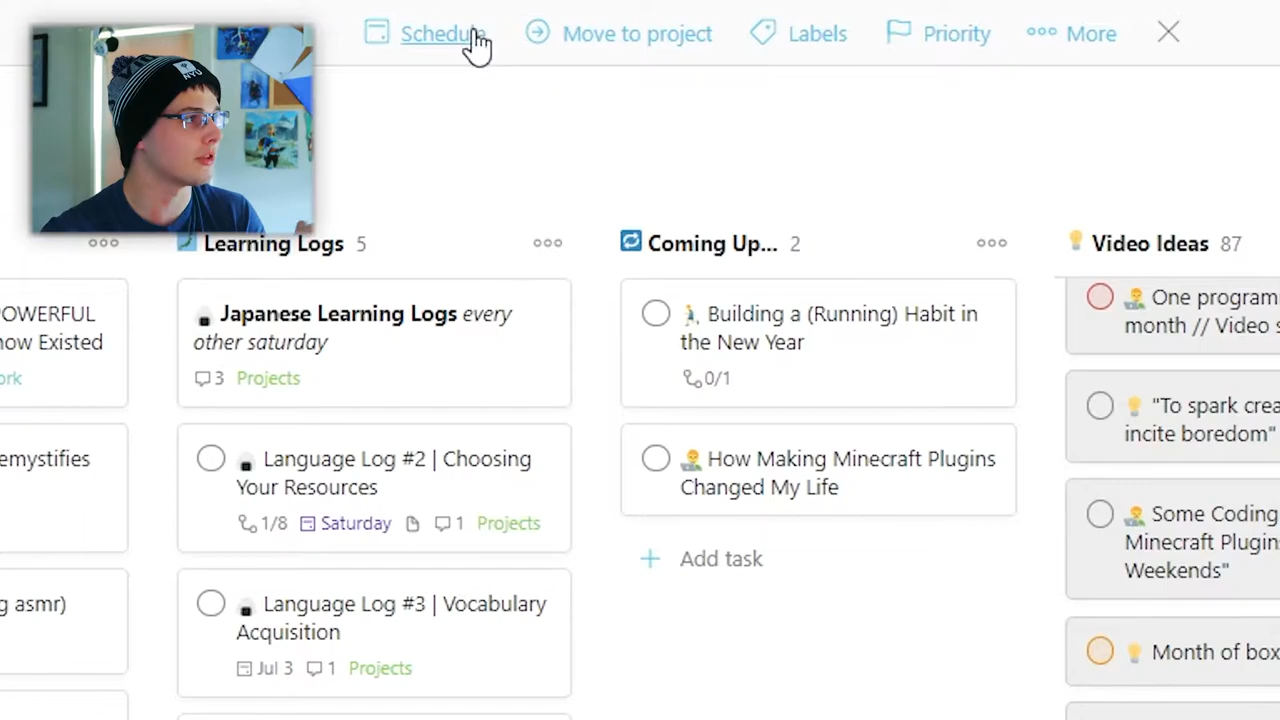 Schedule
Move to project
Labels
Priority
More
NYU
Learning Logs 5
Coming Up... 2
Video Ideas 87
OWERFUL
now Existed
ork
emystifies
g asmr)
Japanese Learning Logs every
other saturday
3 Projects
Language Log #2 | Choosing
Your Resources
1/8 Saturday 1 Projects
Language Log #3 | Vocabulary
Acquisition
Jul 3 1 Projects
Building a (Running) Habit in
the New Year
0/1
How Making Minecraft Plugins
Changed My Life
+ Add task
One program
month // Video s
"To spark crea
incite boredom"
Some Coding
Minecraft Plugin
Weekends"
Month of box